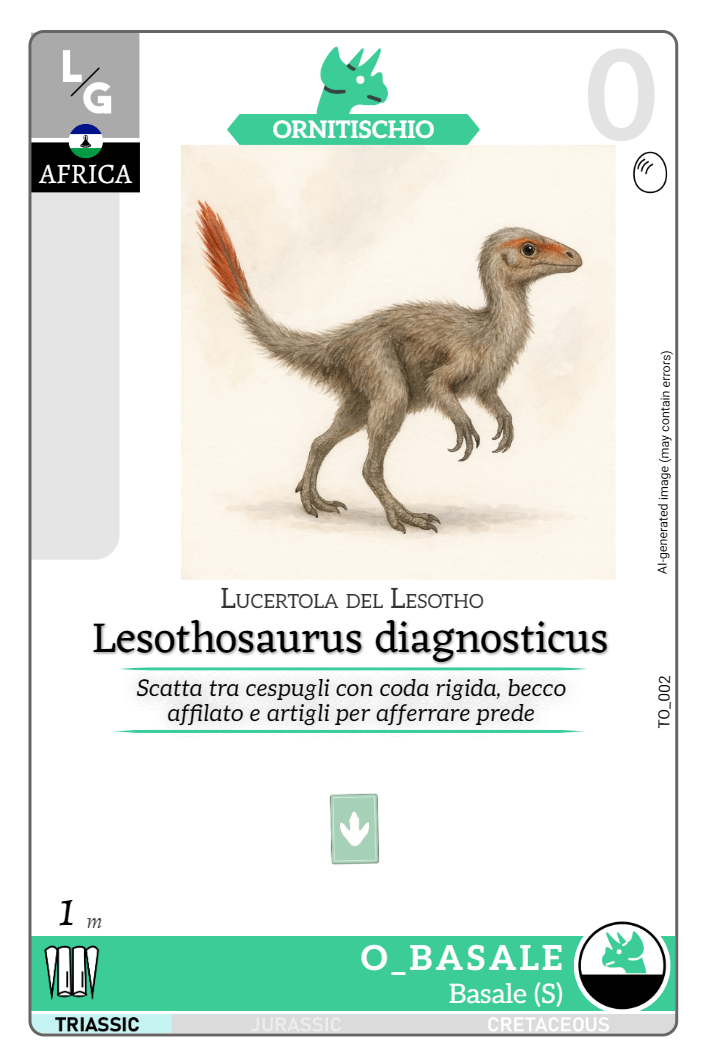 L/G
ORNITISCHIO
0
AFRICA
AI-generated image (may contain errors)
LUCERTOLA DEL LESOTHO
Lesothosaurus diagnosticus
Scatta tra cespugli con coda rigida, becco
affilato e artigli per afferrare prede
TO_002
1 m
O_BASALE
Basale (S)
TRIASSIC
JURASSIC
CRETACEOUS